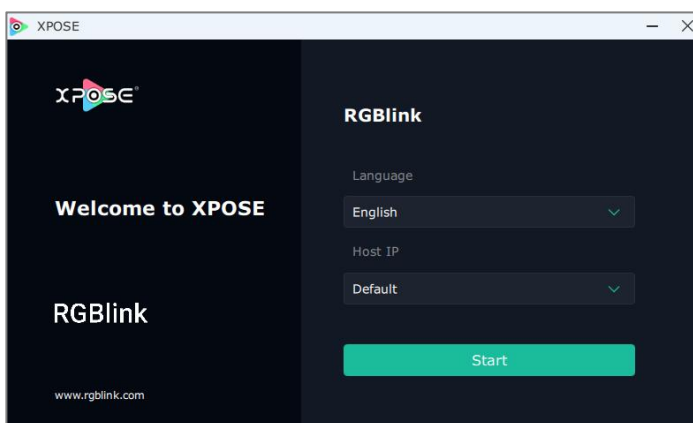 XPOSE
XPOSE
Welcome to XPOSE
RGBlink
www.rgblink.com
RGBlink
Language
English
Host IP
Default
Start